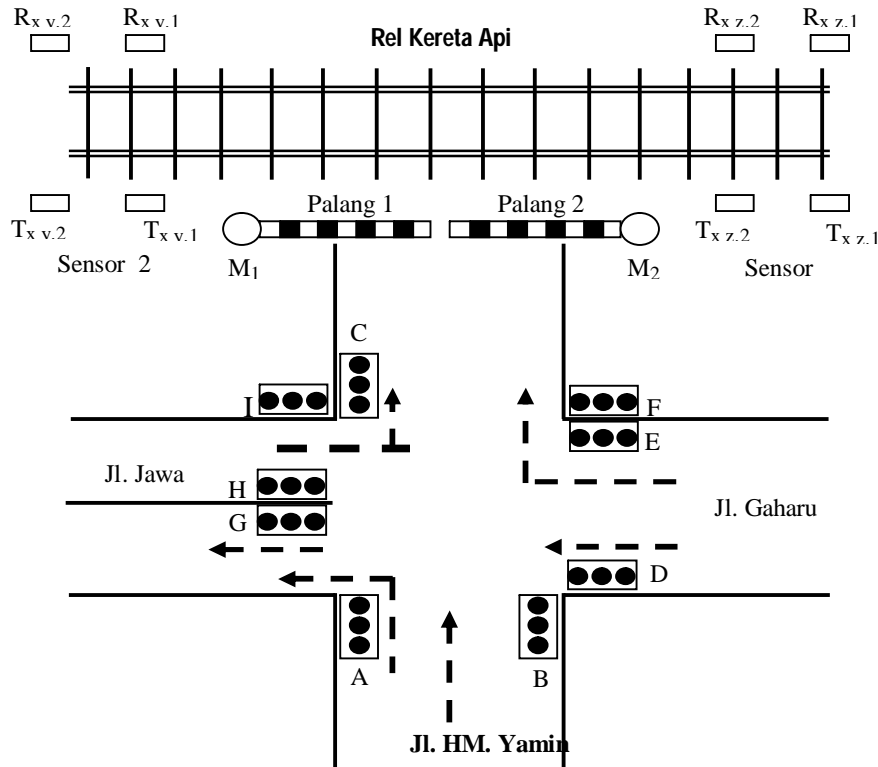 Rx y.2 Rx y.1 Rel Kereta Api Rx z.2 Rx z.1
Palang 1 Palang 2
Tx y.2 Tx y.1 Tx z.2 Tx z.1
Sensor 2 M1 M2 Sensor
C
I F
E
Jl. Jawa H
G Jl. Gaharu
D
A B
Jl. HM. Yamin